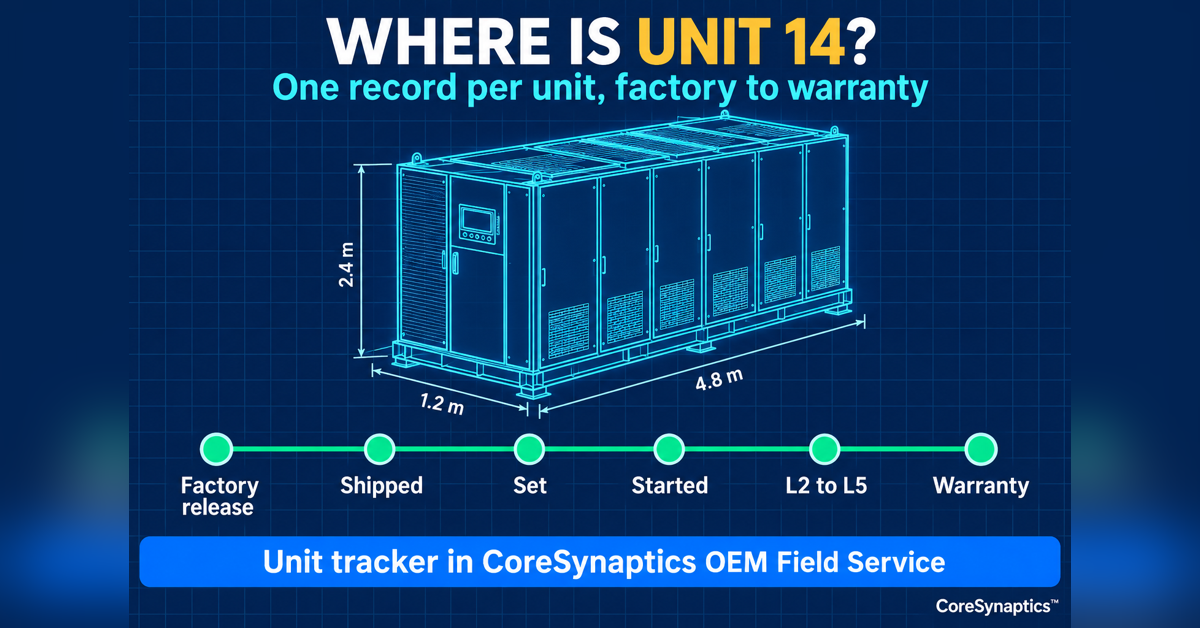 WHERE IS UNIT 14?
One record per unit, factory to warranty
2.4 m
1.2 m
4.8 m
Factory
release
Shipped
Set
Started
L2 to L5
Warranty
Unit tracker in CoreSynaptics OEM Field Service
CoreSynaptics™